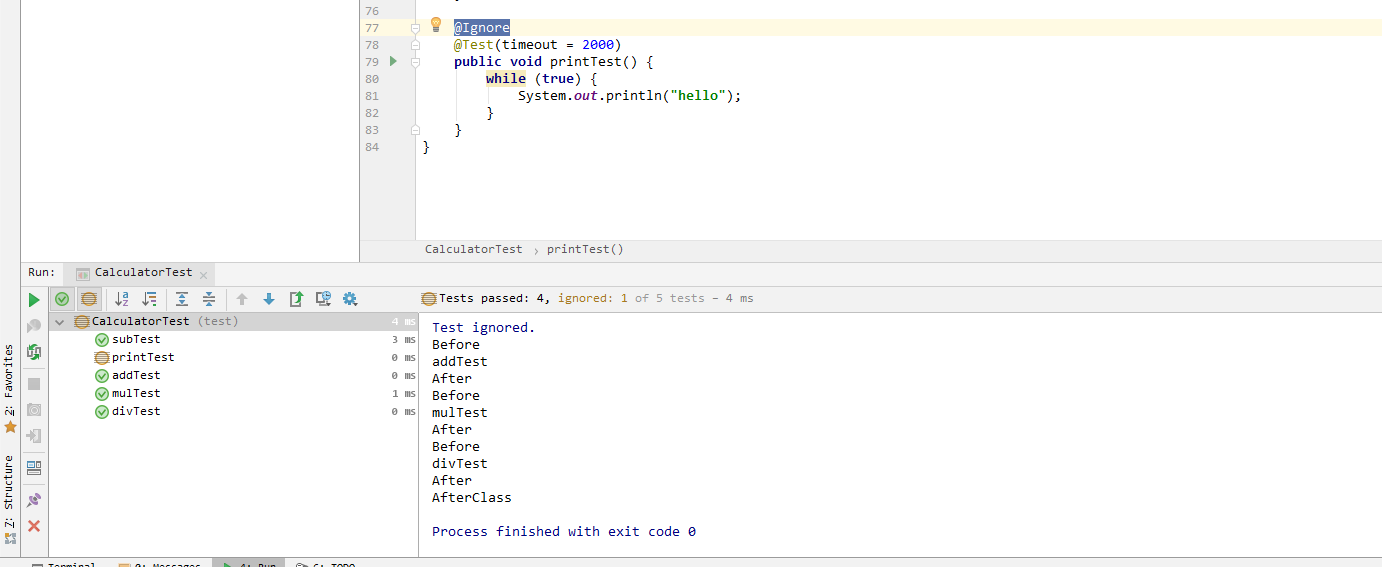 76
77 @Ignore
78 @Test(timeout = 2000)
79 public void printTest() {
80 while (true) {
81 System.out.println("hello");
82 }
83 }
84 }
CalculatorTest › printTest()
Run: CalculatorTest
Tests passed: 4, ignored: 1 of 5 tests – 4 ms
CalculatorTest (test) 4 ms
subTest 3 ms
printTest 0 ms
addTest 0 ms
mulTest 1 ms
divTest 0 ms
Test ignored.
Before
addTest
After
Before
mulTest
After
Before
divTest
After
AfterClass
Process finished with exit code 0
2: Favorites
Z: Structure
Terminal 0: Messages 4: Run 6: TODO